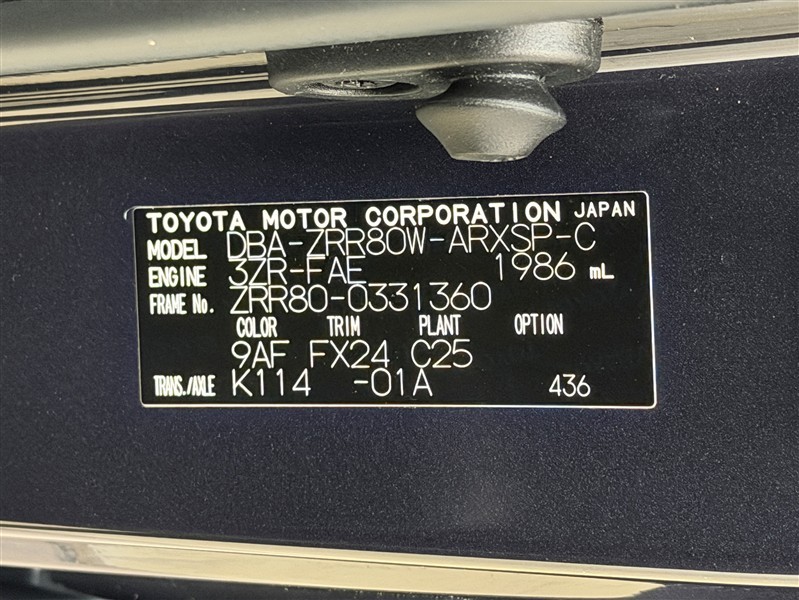 TOYOTA MOTOR CORPORATION JAPAN
MODEL DBA-ZRR80W-ARXSP-C
ENGINE 3ZR-FAE 1986 mL
FRAME No. ZRR80-0331360
COLOR TRIM PLANT OPTION
9AF FX24 C25
TRANS./AXLE K114 -01A 436